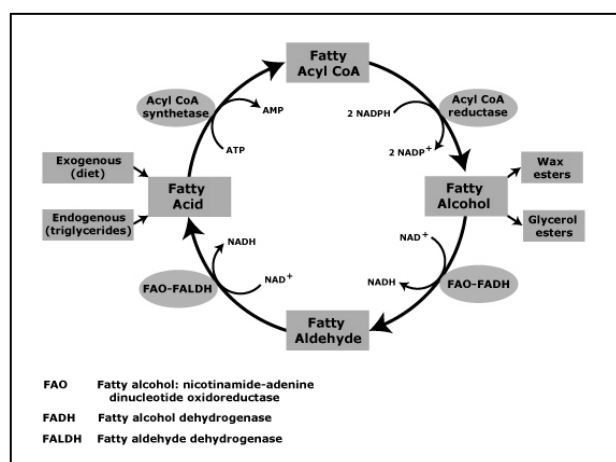 Fatty
Acyl CoA
Acyl CoA
synthetase
AMP
ATP
2 NADPH
2 NADP+
Acyl CoA
reductase
Exogenous
(diet)
Endogenous
(triglycerides)
Fatty
Acid
Fatty
Alcohol
Wax
esters
Glycerol
esters
NADH
NAD+
FAO-FALDH
NAD+
NADH
FAO-FADH
Fatty
Aldehyde
FAO Fatty alcohol: nicotinamide-adenine
dinucleotide oxidoreductase
FADH Fatty alcohol dehydrogenase
FALDH Fatty aldehyde dehydrogenase